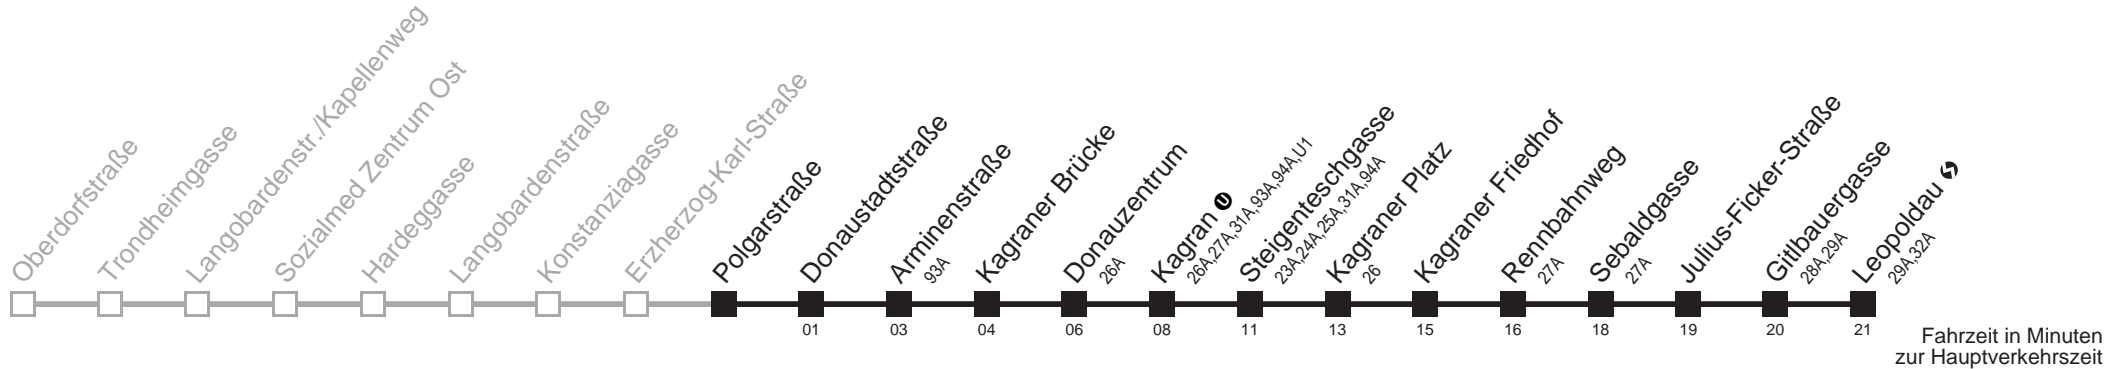 Oberdorfstraße
Trondheimgasse
Langobardenstr./Kapellenweg
Sozialmed Zentrum Ost
Hardeggasse
Langobardenstraße
Konstanziagasse
Erzherzog-Karl-Straße
Polgarstraße
Donaustadtstraße
01
Arminenstraße
93A
03
Kagraner Brücke
04
Donauzentrum
26A
06
Kagran U
26A,27A,31A,93A,94A,U1
08
Steigenteschgasse
23A,24A,25A,31A,94A
11
Kagraner Platz
26
13
Kagraner Friedhof
15
Rennbahnweg
27A
16
Sebaldgasse
27A
18
Julius-Ficker-Straße
19
Gitlbauergasse
28A,29A
20
Leopoldau
29A,32A
21
Fahrzeit in Minuten
zur Hauptverkehrszeit